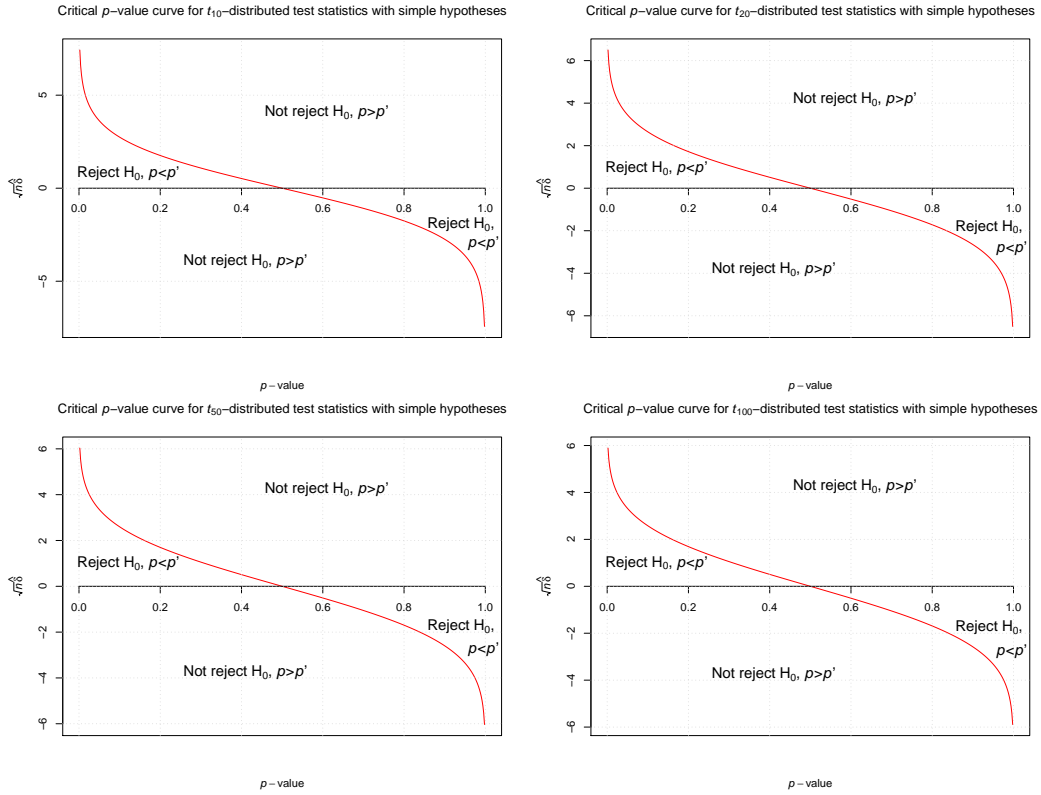 Critical p−value curve for t₁₀−distributed test statistics with simple hypotheses
5
0
−5
√n δ̂
0.0 0.2 0.4 0.6 0.8 1.0
Not reject H₀, p>p'
Reject H₀, p<p'
Reject H₀,
p<p'
Not reject H₀, p>p'
p − value
Critical p−value curve for t₂₀−distributed test statistics with simple hypotheses
6
4
2
0
−2
−4
−6
√n δ̂
0.0 0.2 0.4 0.6 0.8 1.0
Not reject H₀, p>p'
Reject H₀, p<p'
Reject H₀,
p<p'
Not reject H₀, p>p'
p − value
Critical p−value curve for t₅₀−distributed test statistics with simple hypotheses
6
4
2
0
−2
−4
−6
√n δ̂
0.0 0.2 0.4 0.6 0.8 1.0
Not reject H₀, p>p'
Reject H₀, p<p'
Reject H₀,
p<p'
Not reject H₀, p>p'
p − value
Critical p−value curve for t₁₀₀−distributed test statistics with simple hypotheses
6
4
2
0
−2
−4
−6
√n δ̂
0.0 0.2 0.4 0.6 0.8 1.0
Not reject H₀, p>p'
Reject H₀, p<p'
Reject H₀,
p<p'
Not reject H₀, p>p'
p − value